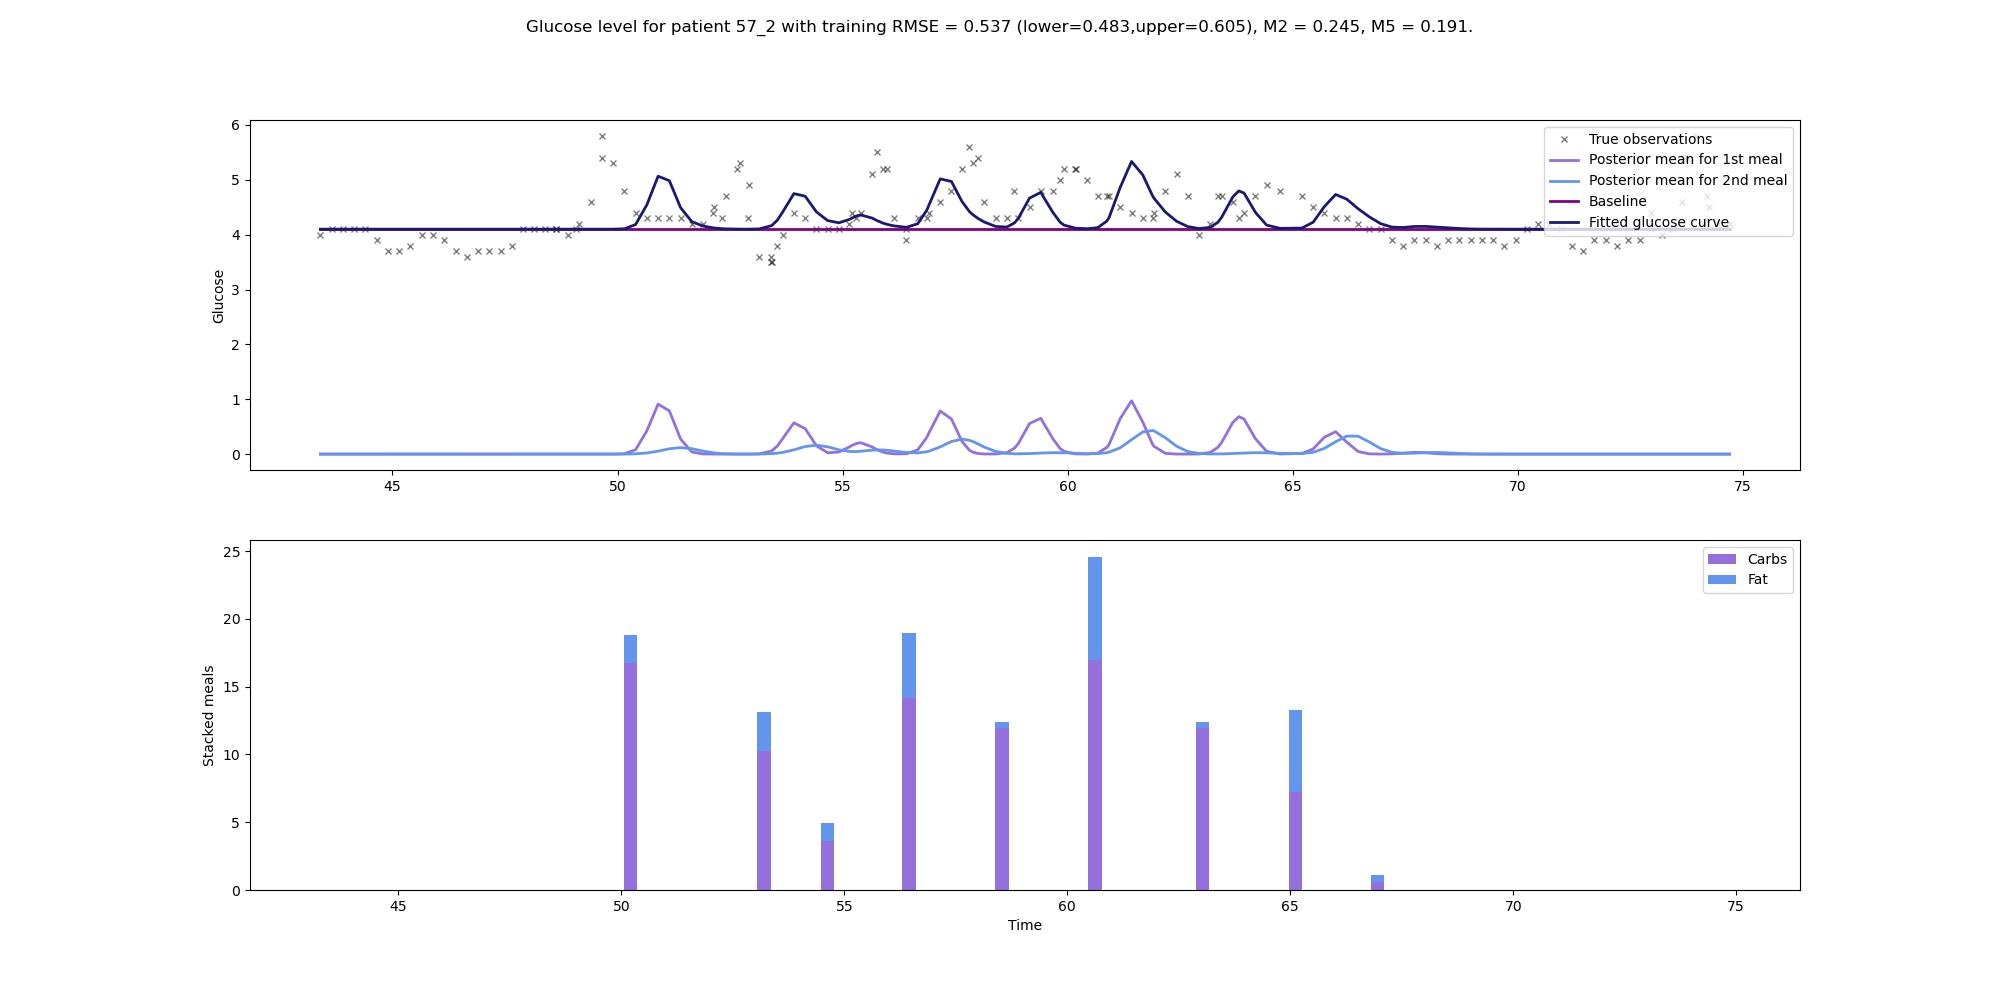 Glucose level for patient 57_2 with training RMSE = 0.537 (lower=0.483,upper=0.605), M2 = 0.245, M5 = 0.191.
6
5
4
3
2
1
0
Glucose
True observations
Posterior mean for 1st meal
Posterior mean for 2nd meal
Baseline
Fitted glucose curve
45 50 55 60 65 70 75
25
20
15
10
5
0
Stacked meals
Carbs
Fat
45 50 55 60 65 70 75
Time